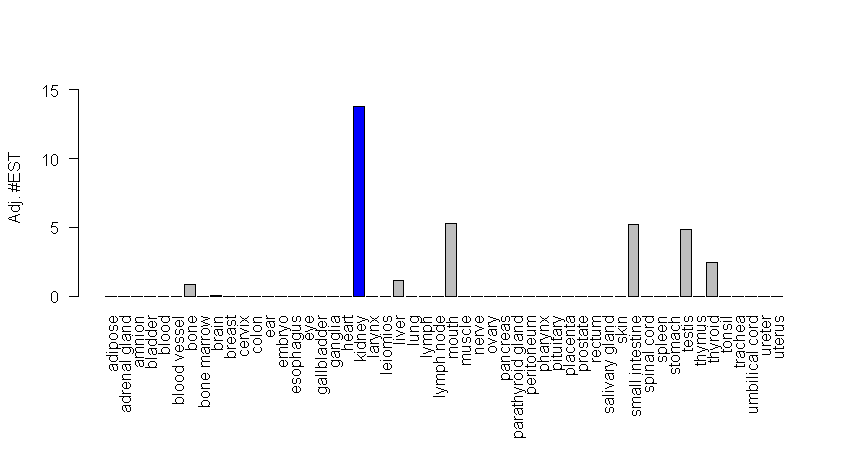 15
10
5
0
Adj. #EST
adipose
adrenal gland
amnion
bladder
blood
blood vessel
bone
bone marrow
brain
breast
cervix
colon
ear
embryo
esophagus
eye
gallbladder
ganglia
heart
kidney
larynx
leiomios
liver
lung
lymph
lymph node
mouth
muscle
nerve
ovary
pancreas
parathyroid gland
peritoneum
pharynx
pituitary
placenta
prostate
rectum
salivary gland
skin
small intestine
spinal cord
spleen
stomach
testis
thymus
thyroid
tonsil
trachea
umbilical cord
ureter
uterus